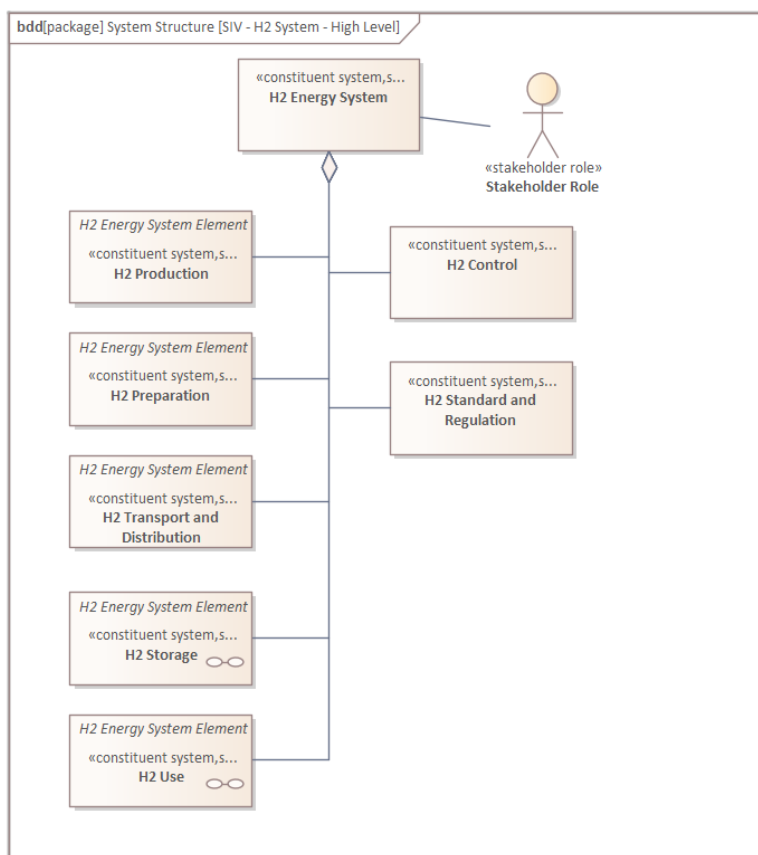 bdd[package] System Structure [SIV - H2 System - High Level]
«constituent system,s...
H2 Energy System
«stakeholder role»
Stakeholder Role
H2 Energy System Element
«constituent system,s...
H2 Production
«constituent system,s...
H2 Control
H2 Energy System Element
«constituent system,s...
H2 Preparation
«constituent system,s...
H2 Standard and
Regulation
H2 Energy System Element
«constituent system,s...
H2 Transport and
Distribution
H2 Energy System Element
«constituent system,s...
H2 Storage
H2 Energy System Element
«constituent system,s...
H2 Use